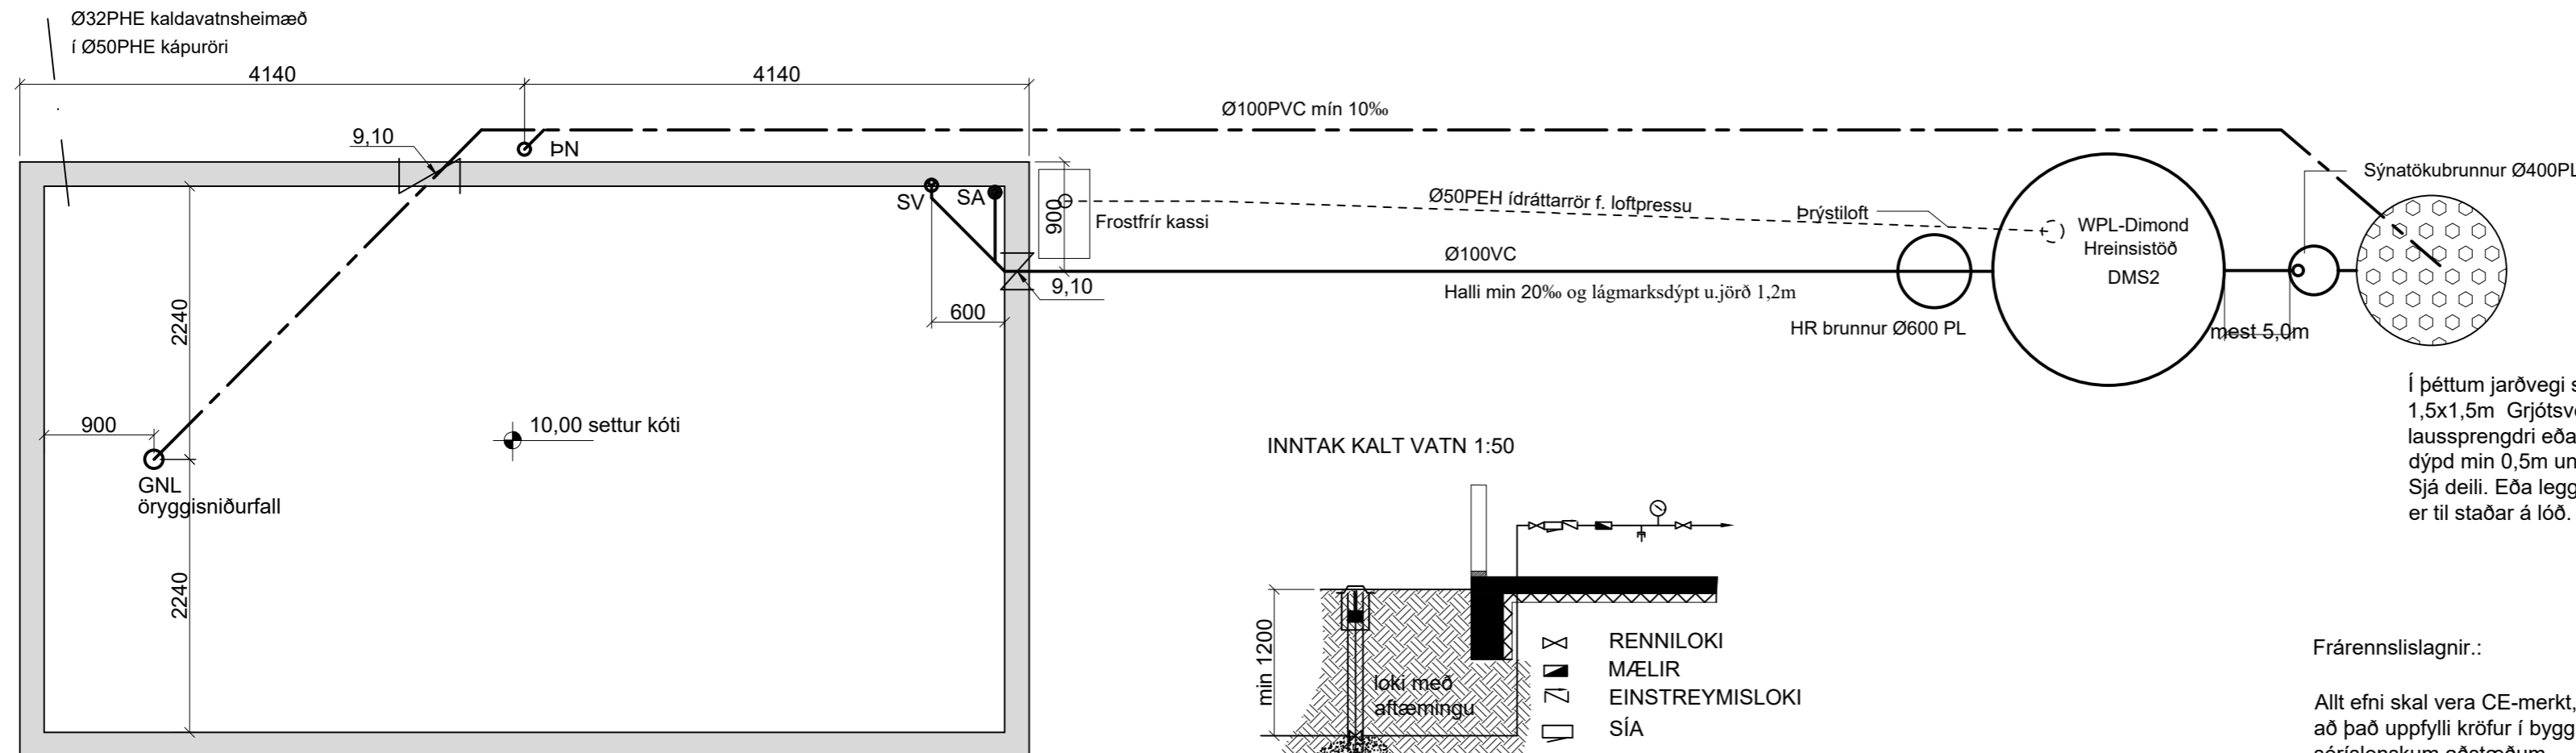 Ø32PHE kaldavatnsheimæð
í Ø50PHE kápuröri
4140
4140
Ø100PVC mín 10‰
9,10
ÞN
SV
SA
900
Frostfrír kassi
Ø50PEH ídráttarrör f. loftpressu
Þrýstiloft
WPL-Dimond
Hreinsistöð
DMS2
Sýnatökubrunnur Ø400PL
Ø100VC
Halli min 20‰ og lágmarksdýpt u.jörð 1,2m
9,10
600
HR brunnur Ø600 PL
mest 5,0m
2240
900
10,00 settur kóti
GNL
öryggisniðurfall
2240
Í þéttum jarðvegi s
1,5x1,5m Grjótsv
laussprengdri eða
dýpd min 0,5m un
Sjá deili. Eða legg
er til staðar á lóð.
INNTAK KALT VATN 1:50
min 1200
loki með
aftæmingu
RENNILOKI
MÆLIR
EINSTREYMISLOKI
SÍA
Frárennslislagnir.:
Allt efni skal vera CE-merkt,
að það uppfylli kröfur í bygg
séríslenskum aðstæðum